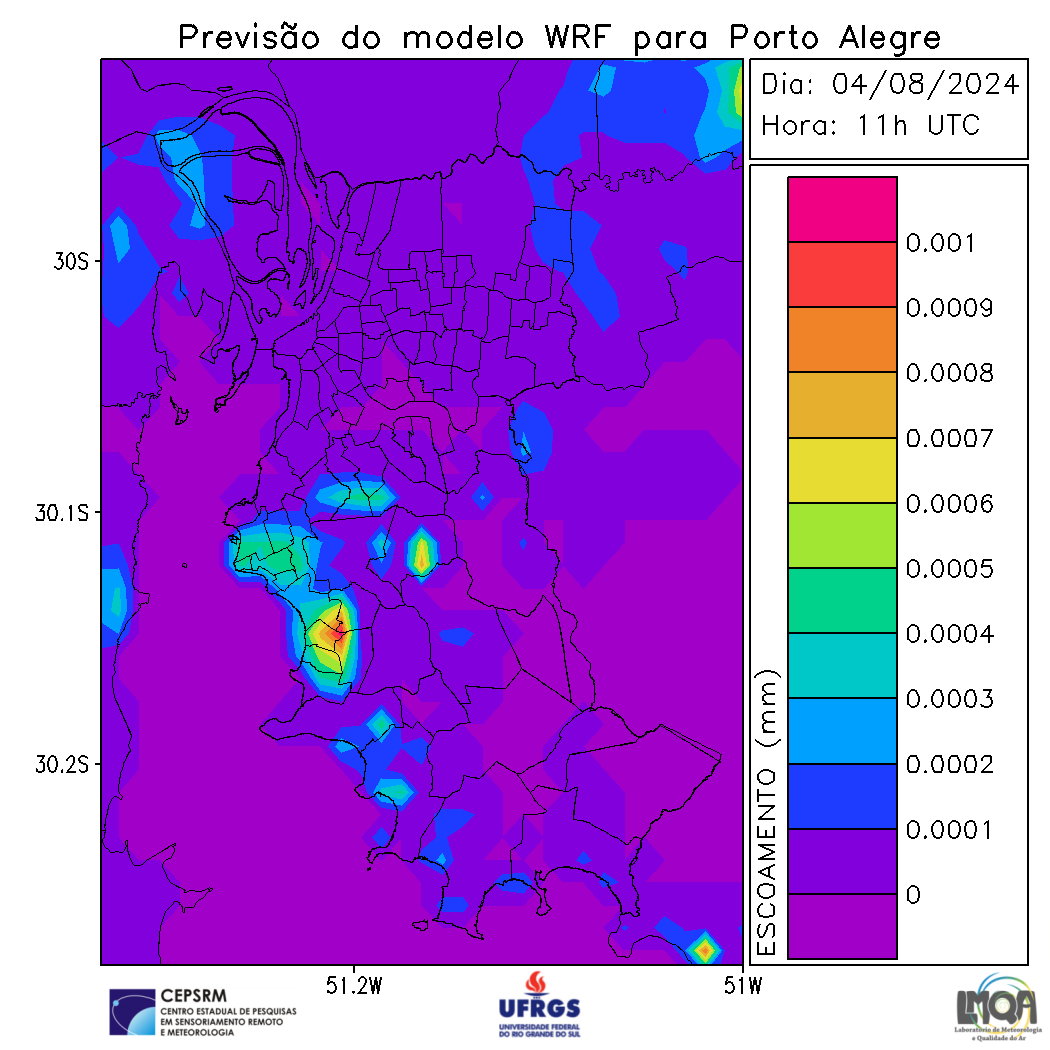 Previsão do modelo WRF para Porto Alegre
Dia: 04/08/2024
Hora: 11h UTC
30S
30.1S
30.2S
51.2W
51W
ESCOAMENTO (mm)
0.001
0.0009
0.0008
0.0007
0.0006
0.0005
0.0004
0.0003
0.0002
0.0001
0
CEPSRM
CENTRO ESTADUAL DE PESQUISAS
EM SENSORIAMENTO REMOTO
E METEOROLOGIA
UFRGS
UNIVERSIDADE FEDERAL
DO RIO GRANDE DO SUL
LMQA
Laboratório de Meteorologia
e Qualidade do Ar